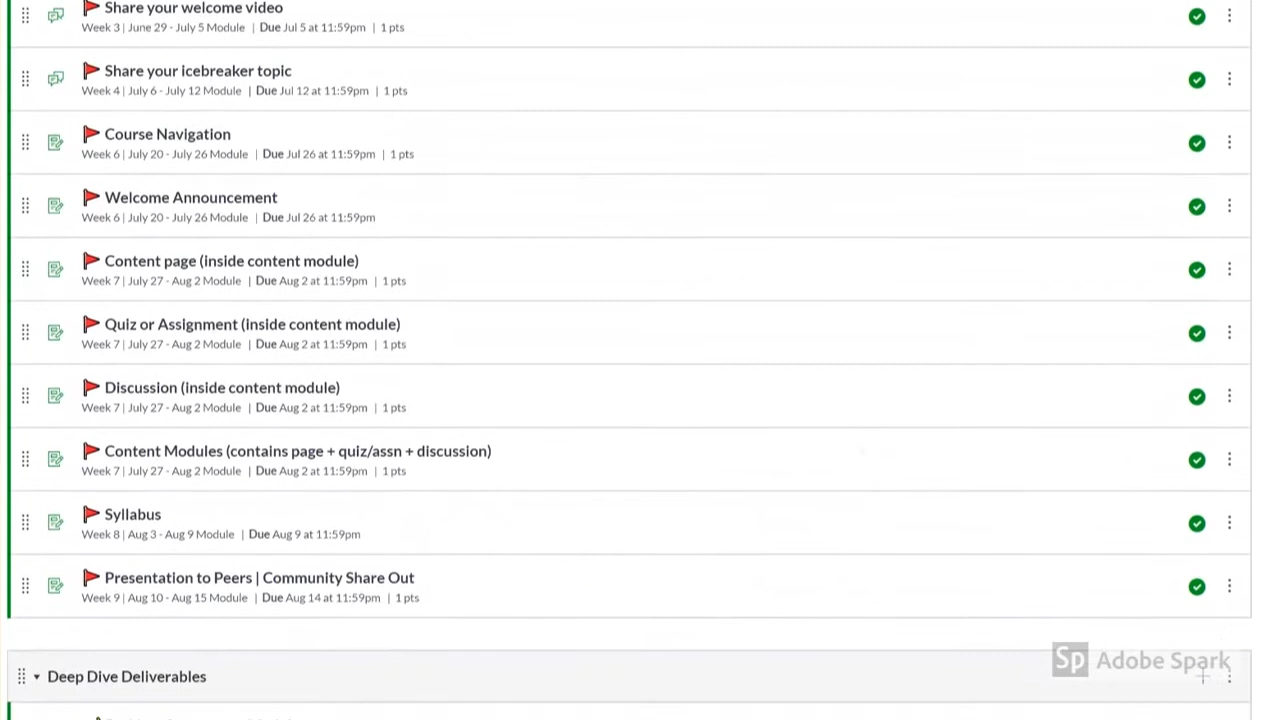 Share your welcome video
Week 3 | June 29 - July 5 Module | Due Jul 5 at 11:59pm | 1 pts
Share your icebreaker topic
Week 4 | July 6 - July 12 Module | Due Jul 12 at 11:59pm | 1 pts
Course Navigation
Week 6 | July 20 - July 26 Module | Due Jul 26 at 11:59pm | 1 pts
Welcome Announcement
Week 6 | July 20 - July 26 Module | Due Jul 26 at 11:59pm
Content page (inside content module)
Week 7 | July 27 - Aug 2 Module | Due Aug 2 at 11:59pm | 1 pts
Quiz or Assignment (inside content module)
Week 7 | July 27 - Aug 2 Module | Due Aug 2 at 11:59pm | 1 pts
Discussion (inside content module)
Week 7 | July 27 - Aug 2 Module | Due Aug 2 at 11:59pm | 1 pts
Content Modules (contains page + quiz/assn + discussion)
Week 7 | July 27 - Aug 2 Module | Due Aug 2 at 11:59pm | 1 pts
Syllabus
Week 8 | Aug 3 - Aug 9 Module | Due Aug 9 at 11:59pm
Presentation to Peers | Community Share Out
Week 9 | Aug 10 - Aug 15 Module | Due Aug 14 at 11:59pm | 1 pts
Sp Adobe Spark
Deep Dive Deliverables